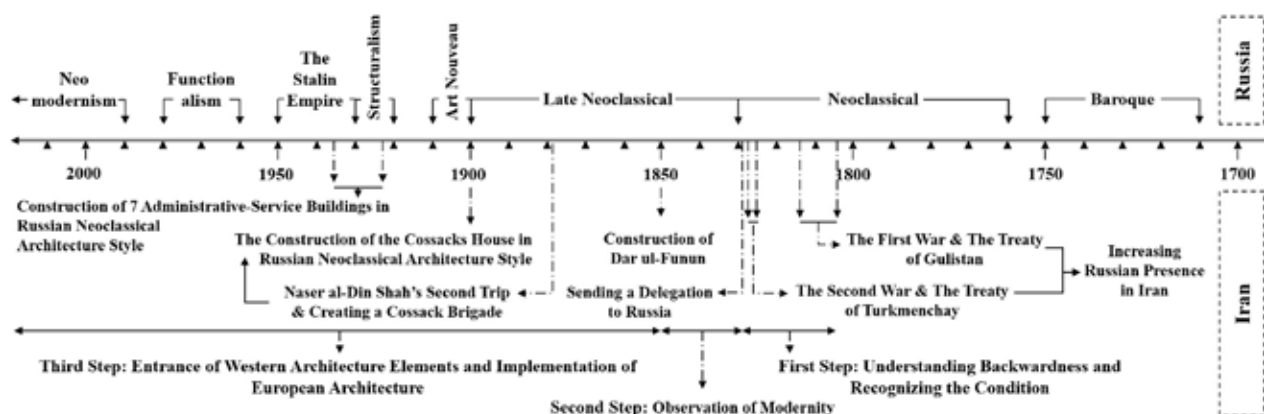 Neo
modernism
Function
alism
The
Stalin
Empire
Structuralism
Art Nouveau
Late Neoclassical
Neoclassical
Baroque
Russia
2000
1950
1900
1850
1800
1750
1700
Construction of 7 Administrative-Service Buildings in
Russian Neoclassical
Architecture Style
The Construction of the Cossacks House in
Russian Neoclassical Architecture Style
Construction of
Dar ul-Funun
The First War & The Treaty
of Gulistan
Increasing
Russian Presence
in Iran
Naser al-Din Shah's Second Trip
& Creating a Cossack Brigade
Sending a Delegation
to Russia
The Second War & The Treaty
of Turkmenchay
Iran
Third Step: Entrance of Western Architecture Elements and Implementation of
European Architecture
First Step: Understanding Backwardness and
Recognizing the Condition
Second Step: Observation of Modernity